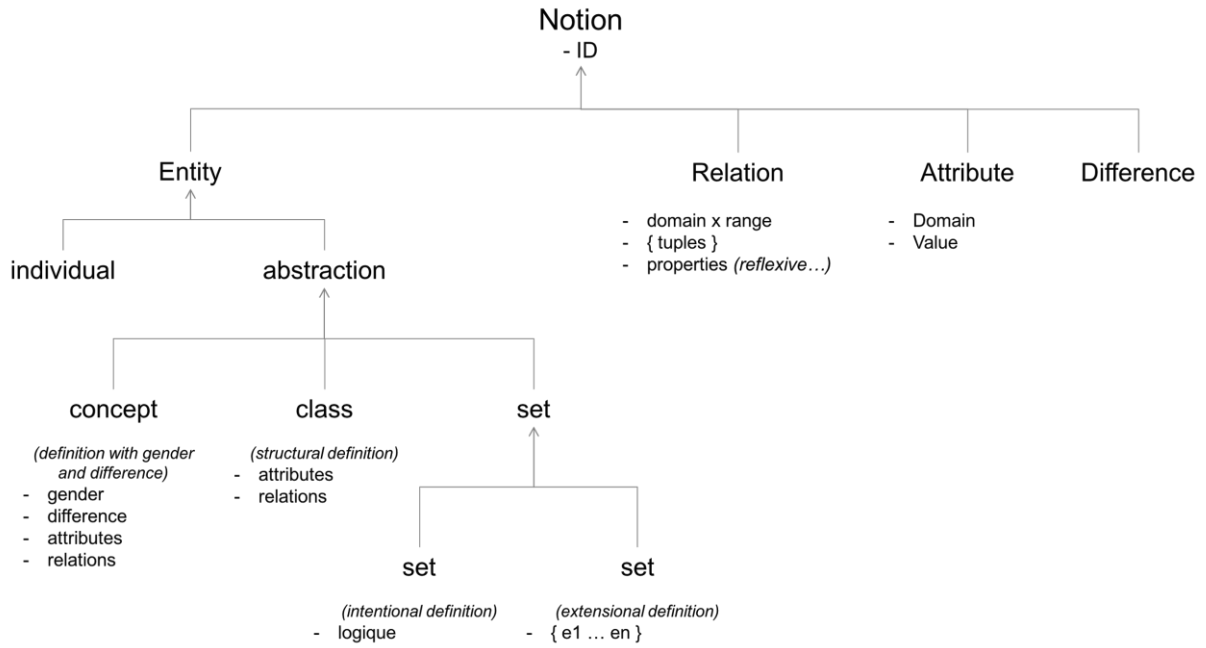 Notion
- ID
Entity
Relation
Attribute
Difference
- domain x range
- { tuples }
- properties (reflexive…)
- Domain
- Value
individual
abstraction
concept
class
set
(definition with gender
and difference)
- gender
- difference
- attributes
- relations
(structural definition)
- attributes
- relations
set
set
(intentional definition)
- logique
(extensional definition)
- { e1 … en }